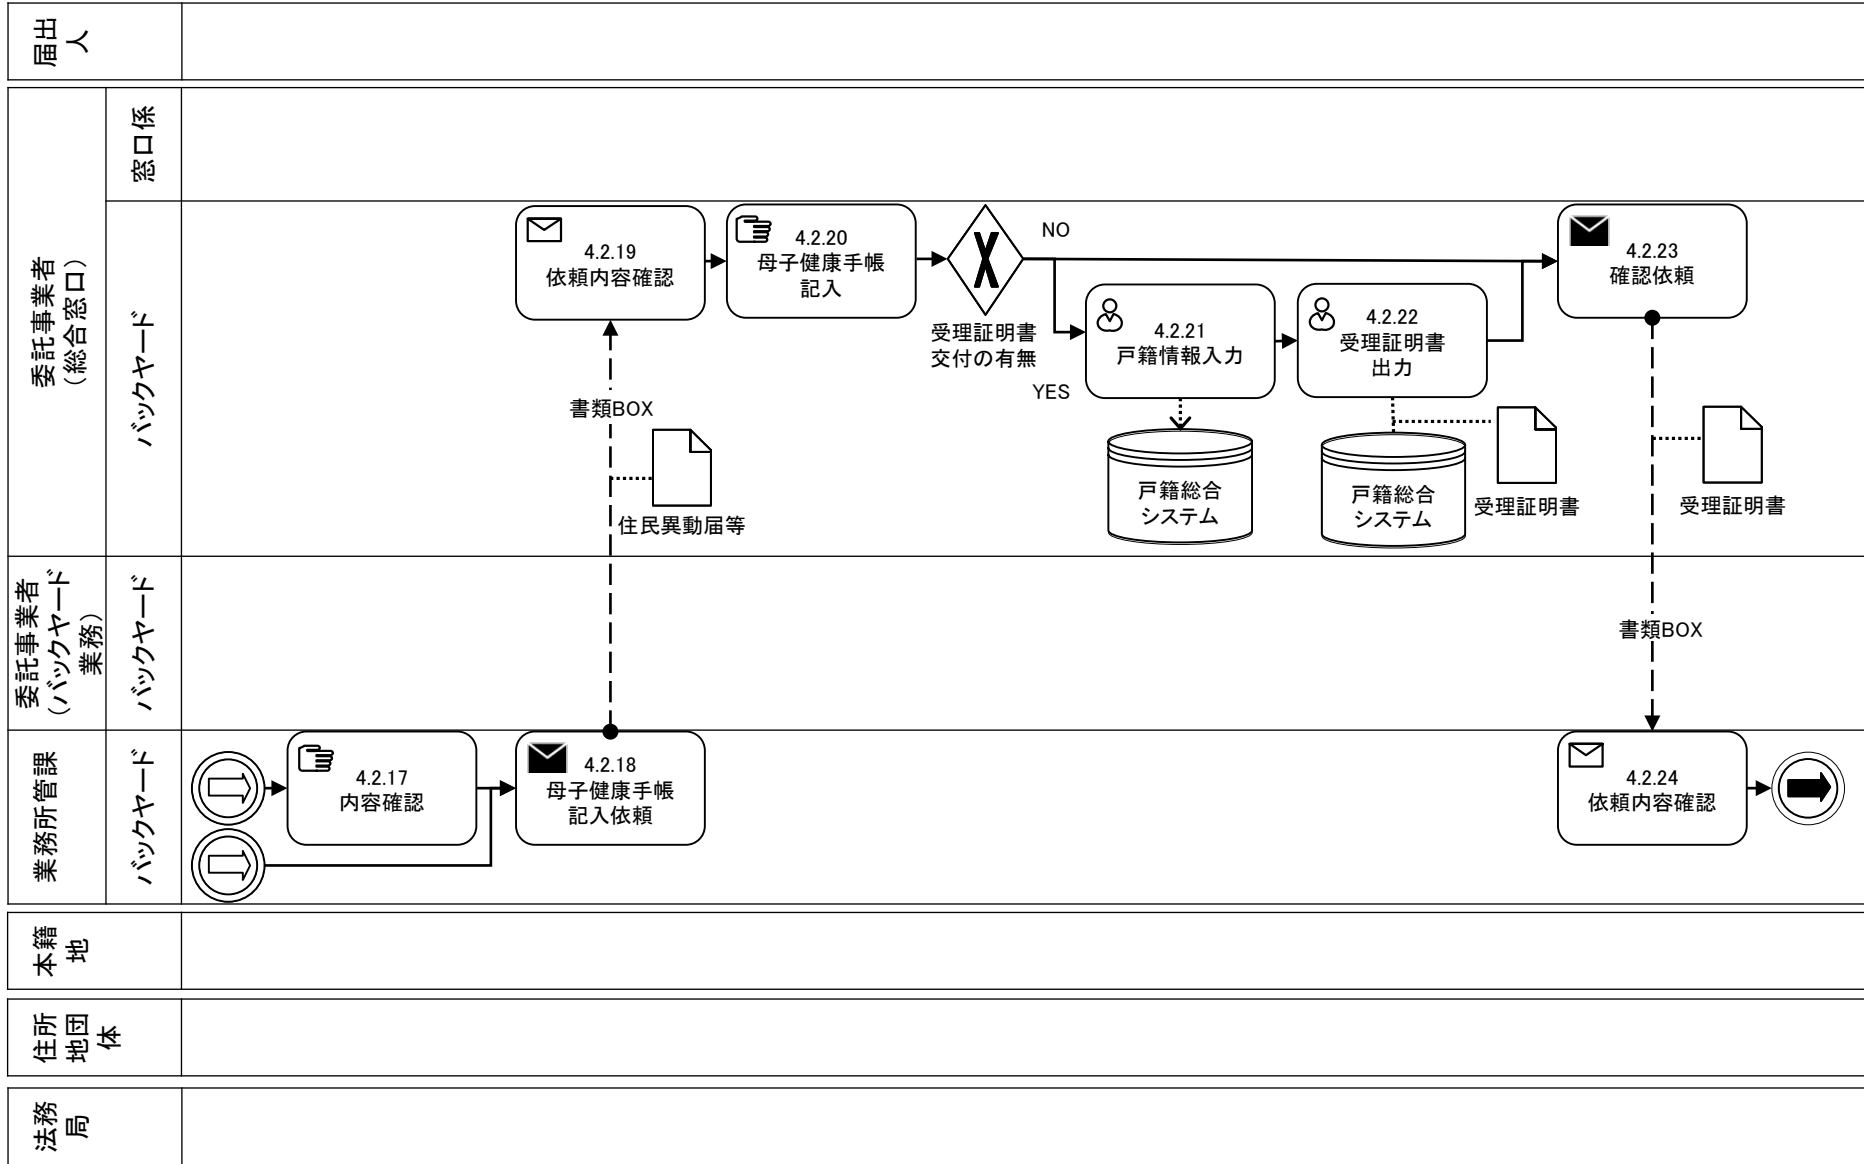 届出
人
委託事業者
（総合窓口）
窓口係
バックヤード
4.2.19
依頼内容確認
4.2.20
母子健康手帳
記入
NO
受理証明書
交付の有無
YES
4.2.21
戸籍情報入力
4.2.22
受理証明書
出力
4.2.23
確認依頼
書類BOX
住民異動届等
戸籍総合
システム
戸籍総合
システム
受理証明書
受理証明書
委託事業者
（バックヤード
業務）
バックヤード
書類BOX
業務所管課
バックヤード
4.2.17
内容確認
4.2.18
母子健康手帳
記入依頼
4.2.24
依頼内容確認
本籍
地
住所
地団
体
法務
局